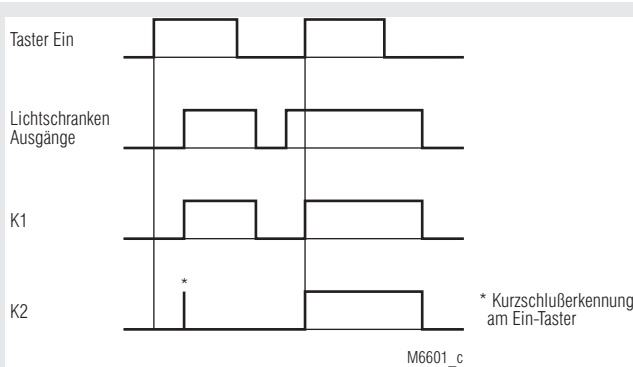 Taster Ein
Lichtschranken
Ausgänge
K1
*
K2
* Kurzschlußerkennung
am Ein-Taster
M6601_c